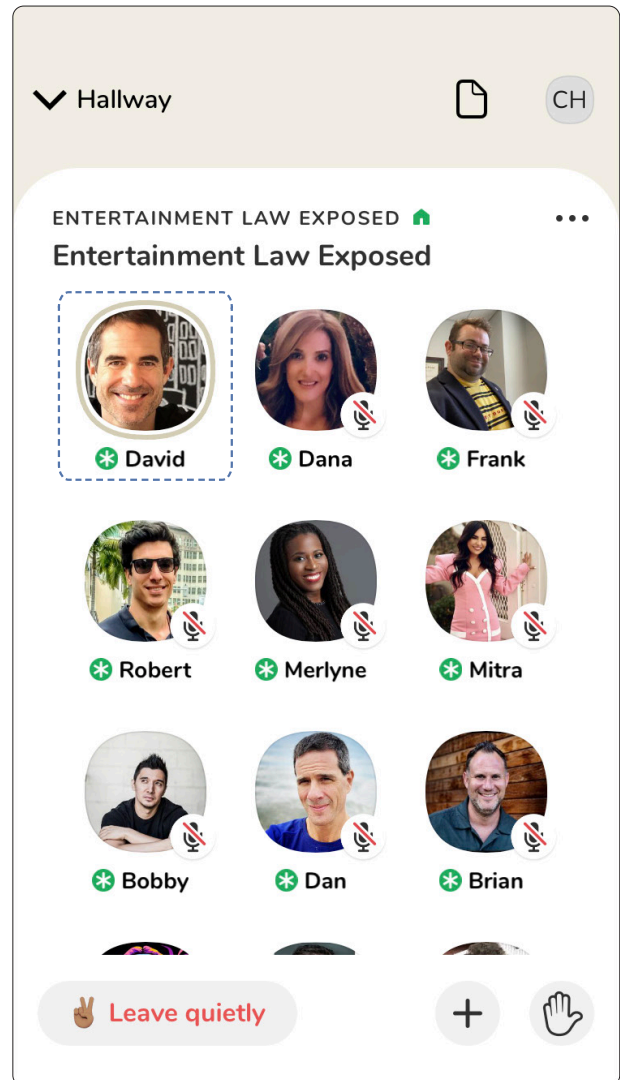 Hallway
CH
ENTERTAINMENT LAW EXPOSED
Entertainment Law Exposed
David
Dana
Frank
Robert
Merlyne
Mitra
Bobby
Dan
Brian
Leave quietly